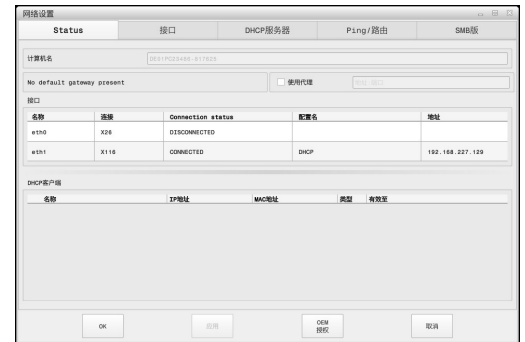 网络设置
Status 接口 DHCP服务器 Ping/路由 SMB版
计算机名
No default gateway present 使用代理
接口
名称 连接 Connection status 配置名 地址
eth0 X26 DISCONNECTED
eth1 X116 CONNECTED DHCP 192.168.227.129
DHCP客户端
名称 IP地址 MAC地址 类型 有效至
OK 应用 OEM 取消
授权